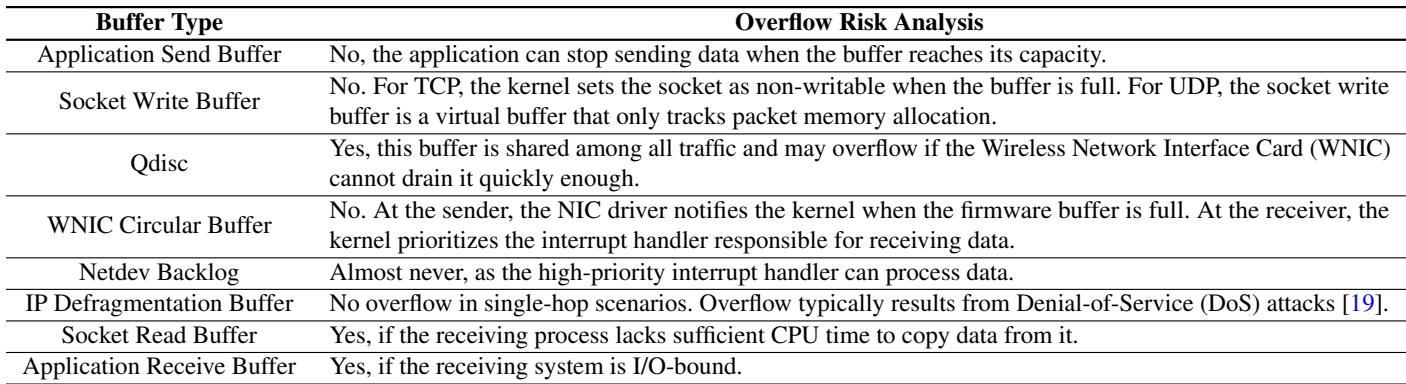 Buffer Type Overflow Risk Analysis
Application Send Buffer No, the application can stop sending data when the buffer reaches its capacity.
Socket Write Buffer No. For TCP, the kernel sets the socket as non-writable when the buffer is full. For UDP, the socket write
buffer is a virtual buffer that only tracks packet memory allocation.
Qdisc Yes, this buffer is shared among all traffic and may overflow if the Wireless Network Interface Card (WNIC)
cannot drain it quickly enough.
WNIC Circular Buffer No. At the sender, the NIC driver notifies the kernel when the firmware buffer is full. At the receiver, the
kernel prioritizes the interrupt handler responsible for receiving data.
Netdev Backlog Almost never, as the high-priority interrupt handler can process data.
IP Defragmentation Buffer No overflow in single-hop scenarios. Overflow typically results from Denial-of-Service (DoS) attacks [19].
Socket Read Buffer Yes, if the receiving process lacks sufficient CPU time to copy data from it.
Application Receive Buffer Yes, if the receiving system is I/O-bound.